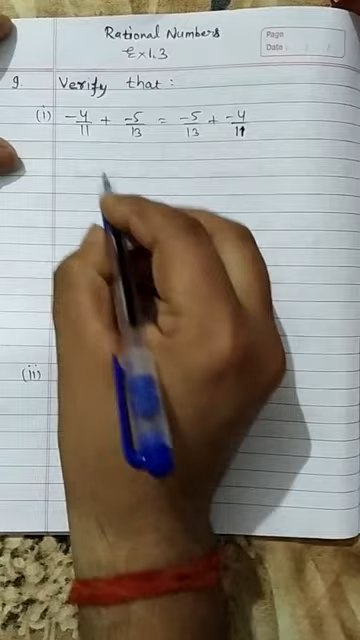 Rational Numbers
Ex 1.3
Page
Date
9. Verify that :
(i) -4/11 + -5/13 = -5/13 + -4/11
(ii)